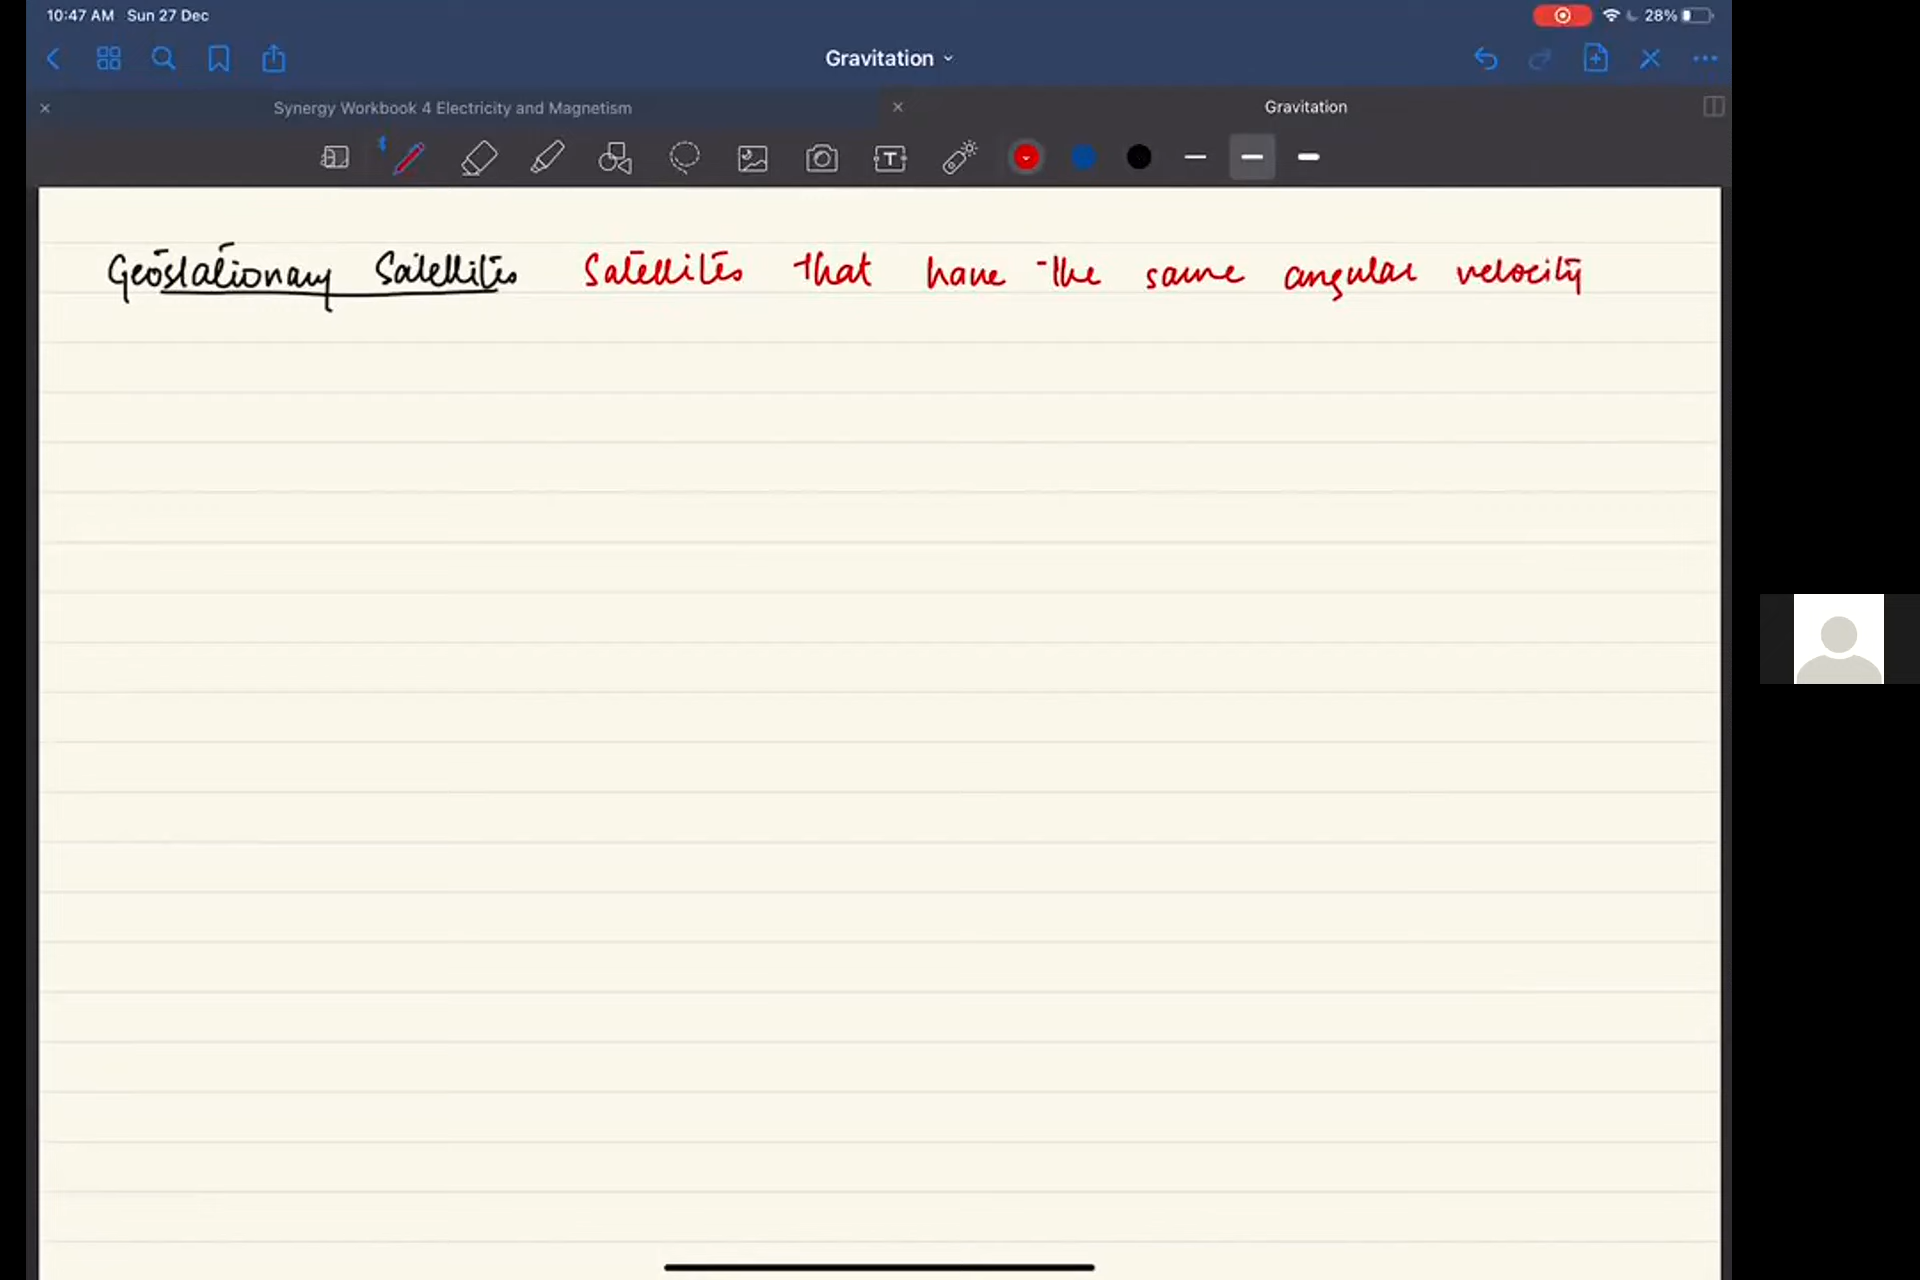 10:47 AM Sun 27 Dec
28%
Gravitation
Synergy Workbook 4 Electricity and Magnetism
Gravitation
Geostationary Satellites Satellites that have the same angular velocity